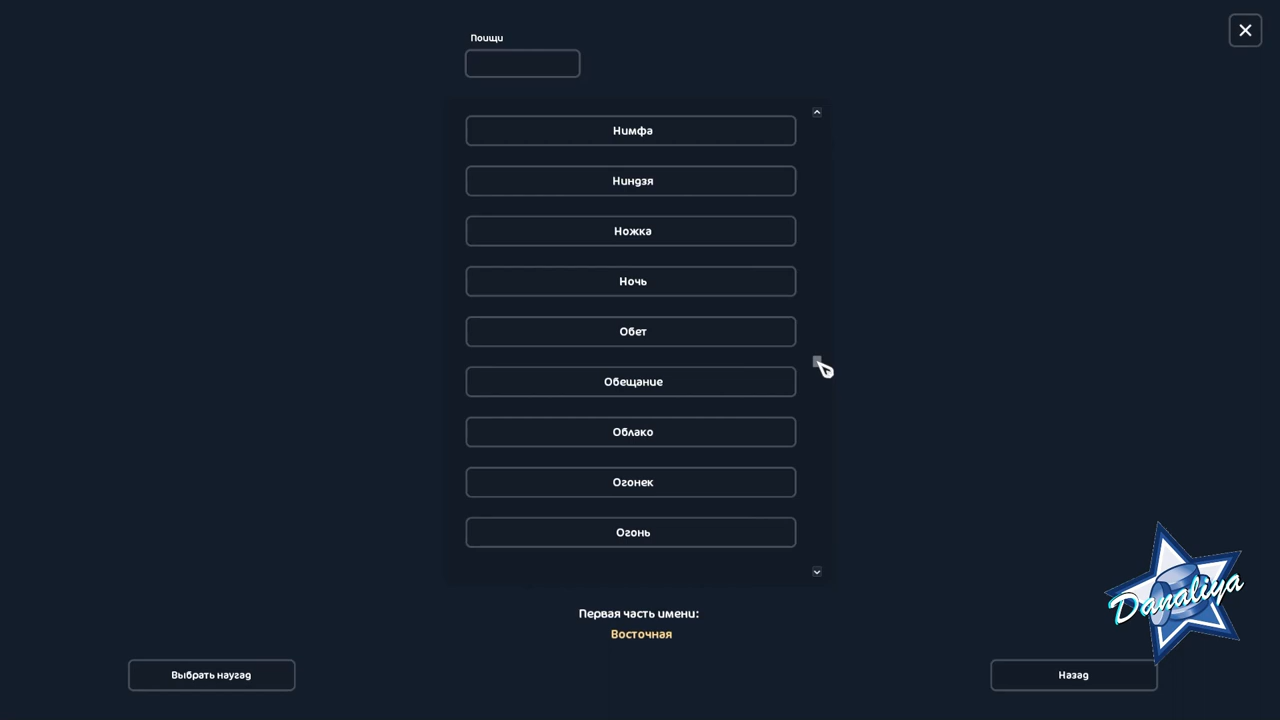 Поищи
Нимфа
Ниндзя
Ножка
Ночь
Обет
Обещание
Облако
Огонек
Огонь
Первая часть имени:
Восточная
Выбрать наугад
Назад
Danaliya